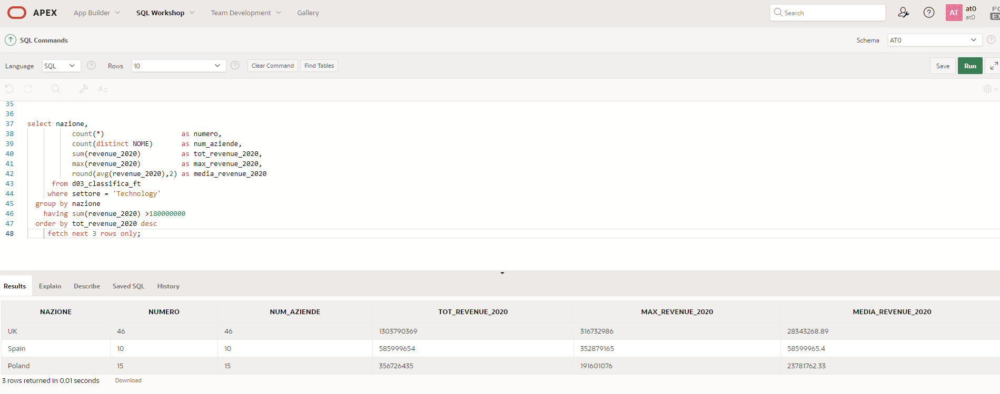 APEX App Builder SQL Workshop Team Development Gallery Search AT at0
at0
SQL Commands Schema AT0
Language SQL Rows 10 Clear Command Find Tables Save Run
35
36
37 select nazione,
38 count(*) as numero,
39 count(distinct NOME) as num_aziende,
40 sum(revenue_2020) as tot_revenue_2020,
41 max(revenue_2020) as max_revenue_2020,
42 round(avg(revenue_2020),2) as media_revenue_2020
43 from d03_classifica_ft
44 where settore = 'Technology'
45 group by nazione
46 having sum(revenue_2020) >180000000
47 order by tot_revenue_2020 desc
48 fetch next 3 rows only;
Results Explain Describe Saved SQL History
NAZIONE NUMERO NUM_AZIENDE TOT_REVENUE_2020 MAX_REVENUE_2020 MEDIA_REVENUE_2020
UK 46 46 1303790369 316732986 28343268.89
Spain 10 10 585999654 352879165 58599965.4
Poland 15 15 356726435 191601076 23781762.33
3 rows returned in 0.01 seconds Download